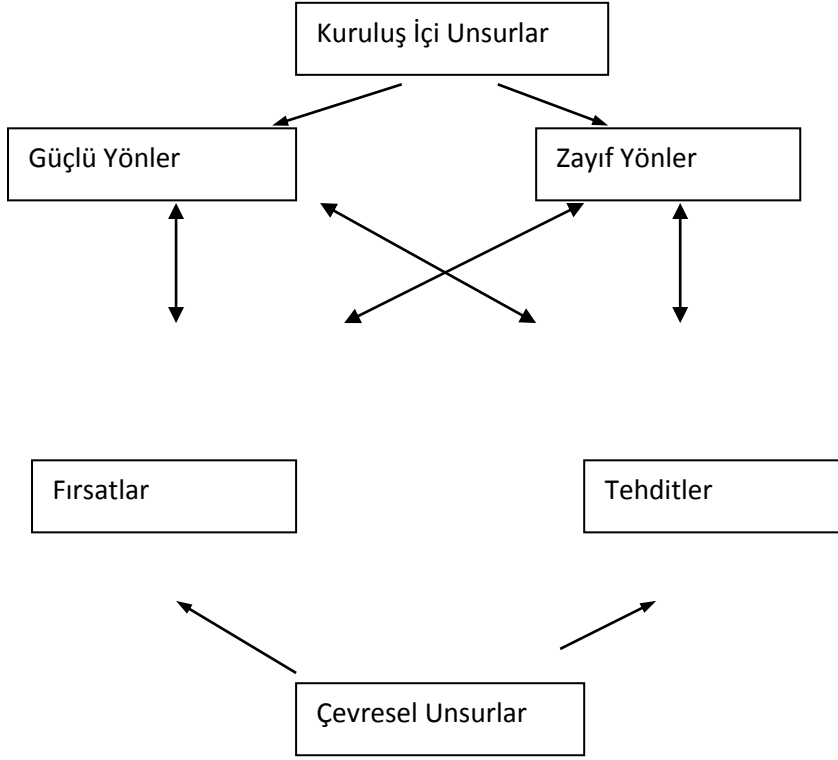 Kuruluş İçi Unsurlar
Güçlü Yönler
Zayıf Yönler
Fırsatlar
Tehditler
Çevresel Unsurlar